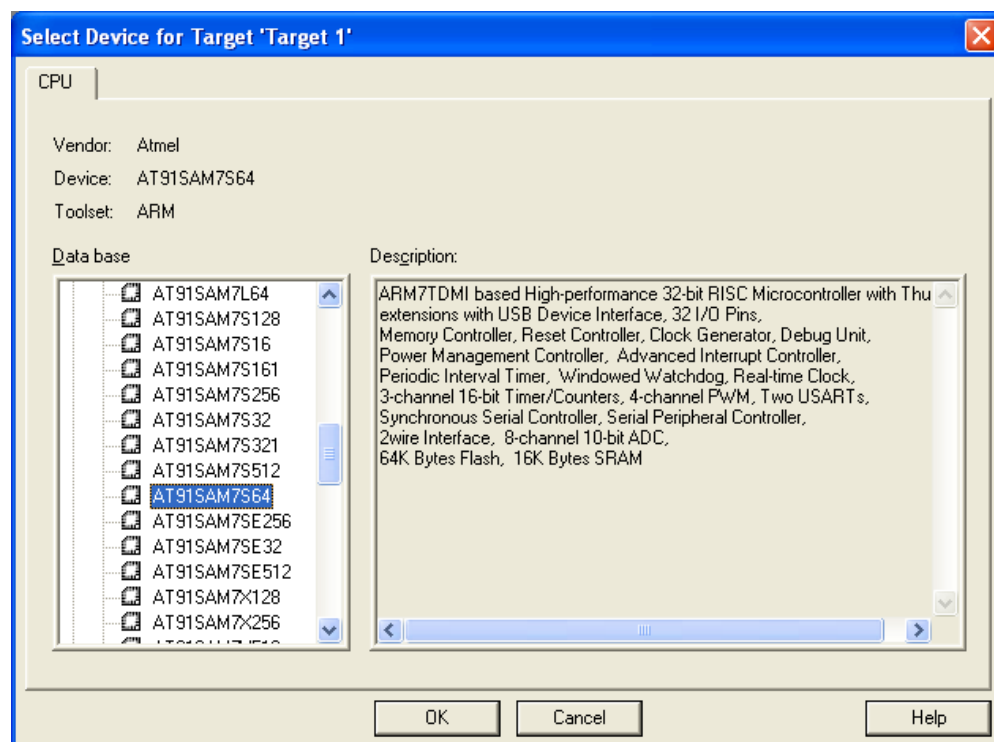 Select Device for Target 'Target 1'
CPU
Vendor: Atmel
Device: AT91SAM7S64
Toolset: ARM
Data base
Description:
AT91SAM7L64
AT91SAM7S128
AT91SAM7S16
AT91SAM7S161
AT91SAM7S256
AT91SAM7S32
AT91SAM7S321
AT91SAM7S512
AT91SAM7S64
AT91SAM7SE256
AT91SAM7SE32
AT91SAM7SE512
AT91SAM7X128
AT91SAM7X256
ARM7TDMI based High-performance 32-bit RISC Microcontroller with Thu
extensions with USB Device Interface, 32 I/O Pins,
Memory Controller, Reset Controller, Clock Generator, Debug Unit,
Power Management Controller, Advanced Interrupt Controller,
Periodic Interval Timer, Windowed Watchdog, Real-time Clock,
3-channel 16-bit Timer/Counters, 4-channel PWM, Two USARTs,
Synchronous Serial Controller, Serial Peripheral Controller,
2wire Interface, 8-channel 10-bit ADC,
64K Bytes Flash, 16K Bytes SRAM
OK
Cancel
Help